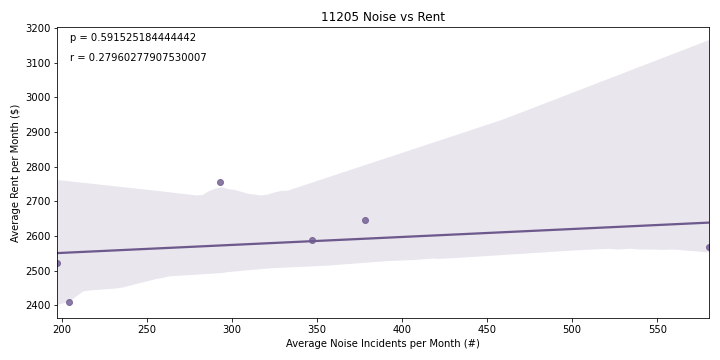 11205 Noise vs Rent
p = 0.591525184444442
r = 0.27960277907530007
3200
3100
3000
2900
2800
2700
2600
2500
2400
Average Rent per Month ($)
200 250 300 350 400 450 500 550
Average Noise Incidents per Month (#)